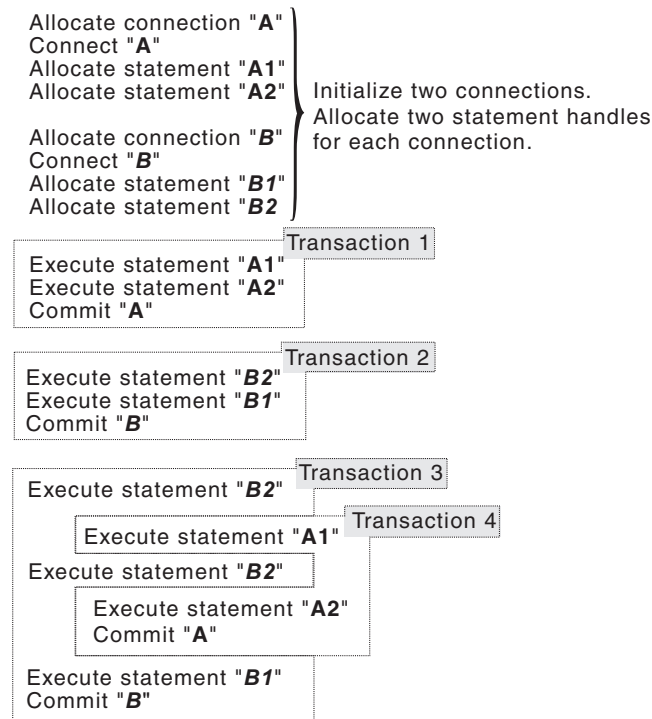 Allocate connection "A"
Connect "A"
Allocate statement "A1"
Allocate statement "A2"
Allocate connection "B"
Connect "B"
Allocate statement "B1"
Allocate statement "B2
Initialize two connections.
Allocate two statement handles
for each connection.
Transaction 1
Execute statement "A1"
Execute statement "A2"
Commit "A"
Transaction 2
Execute statement "B2"
Execute statement "B1"
Commit "B"
Transaction 3
Execute statement "B2"
Transaction 4
Execute statement "A1"
Execute statement "B2"
Execute statement "A2"
Commit "A"
Execute statement "B1"
Commit "B"